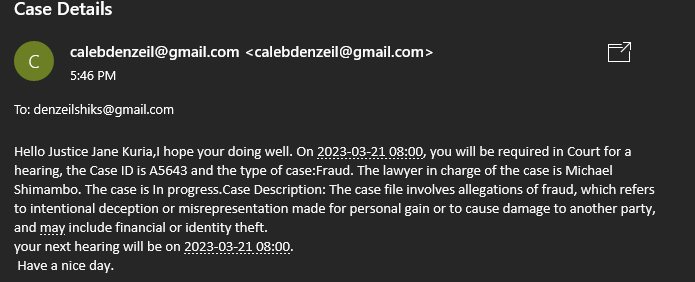 Case Details
C
calebdenzeil@gmail.com <calebdenzeil@gmail.com>
5:46 PM
To: denzeilshiks@gmail.com
Hello Justice Jane Kuria,I hope your doing well. On 2023-03-21 08:00, you will be required in Court for a
hearing, the Case ID is A5643 and the type of case:Fraud. The lawyer in charge of the case is Michael
Shimambo. The case is In progress.Case Description: The case file involves allegations of fraud, which refers
to intentional deception or misrepresentation made for personal gain or to cause damage to another party,
and may include financial or identity theft.
your next hearing will be on 2023-03-21 08:00.
Have a nice day.